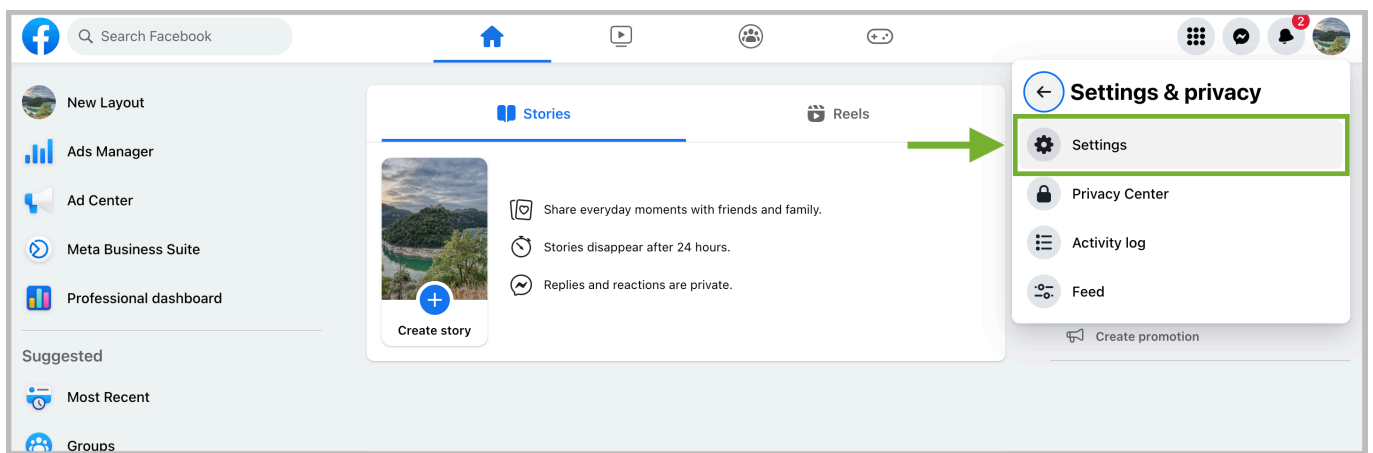 Search Facebook
2
New Layout
Ads Manager
Ad Center
Meta Business Suite
Professional dashboard
Suggested
Most Recent
Groups
Stories
Reels
Share everyday moments with friends and family.
Stories disappear after 24 hours.
Replies and reactions are private.
Create story
Settings & privacy
Settings
Privacy Center
Activity log
Feed
Create promotion